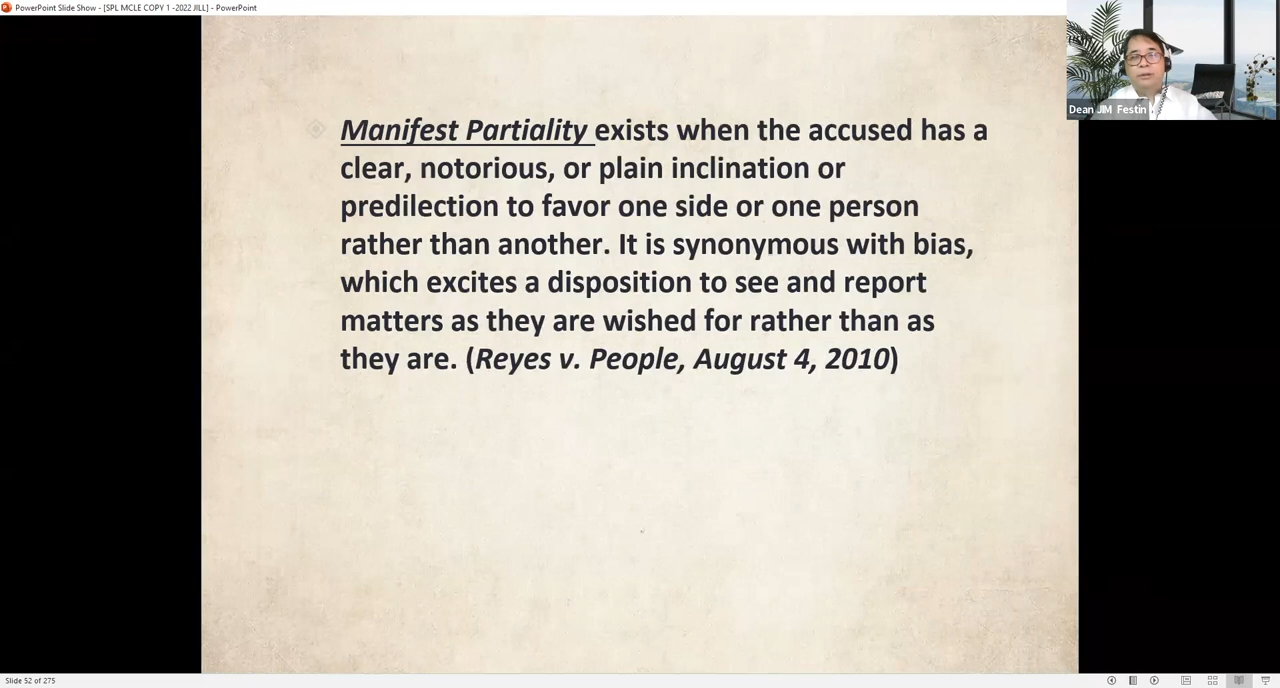 PowerPoint Slide Show - [SPL MCLE COPY 1 -2022 JILL] - PowerPoint
Dean JIM Festin
Manifest Partiality exists when the accused has a
clear, notorious, or plain inclination or
predilection to favor one side or one person
rather than another. It is synonymous with bias,
which excites a disposition to see and report
matters as they are wished for rather than as
they are. (Reyes v. People, August 4, 2010)
Slide 52 of 275